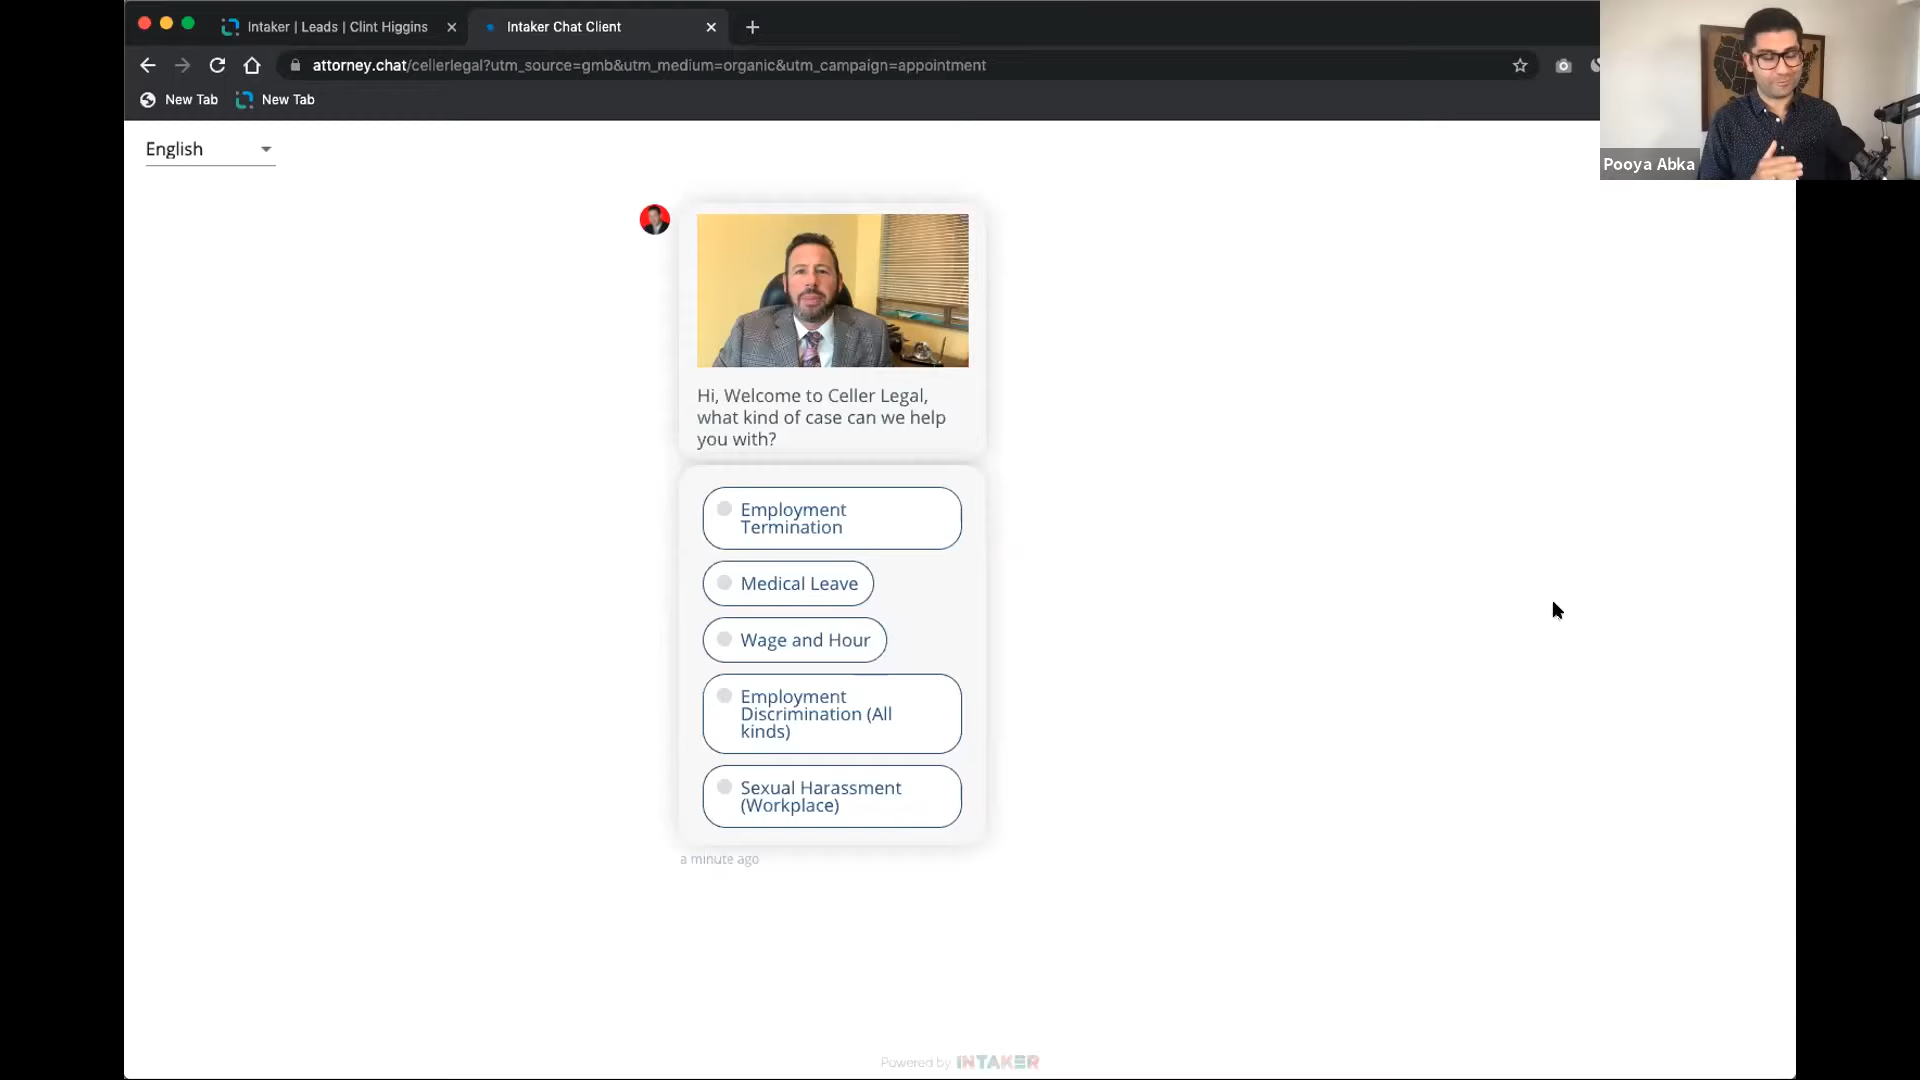 Intaker | Leads | Clint Higgins
Intaker Chat Client
attorney.chat/cellerlegal?utm_source=gmb&utm_medium=organic&utm_campaign=appointment
New Tab
New Tab
Pooya Abka
English
Hi, Welcome to Celler Legal,
what kind of case can we help
you with?
Employment
Termination
Medical Leave
Wage and Hour
Employment
Discrimination (All
kinds)
Sexual Harassment
(Workplace)
a minute ago
Powered by INTAKER